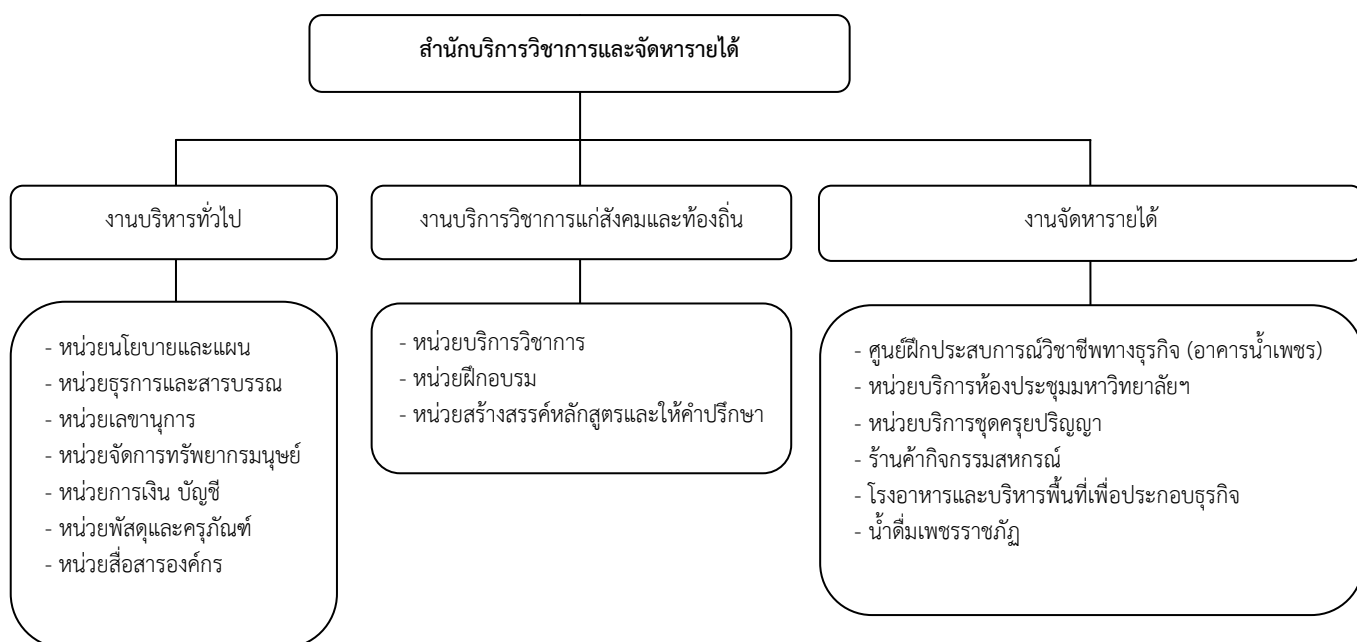 สำนักบริการวิชาการและจัดหารายได้
งานบริหารทั่วไป
งานบริการวิชาการแก่สังคมและท้องถิ่น
งานจัดหารายได้
- หน่วยนโยบายและแผน
- หน่วยธุรการและสารบรรณ
- หน่วยเลขานุการ
- หน่วยจัดการทรัพยากรมนุษย์
- หน่วยการเงิน บัญชี
- หน่วยพัสดุและครุภัณฑ์
- หน่วยสื่อสารองค์กร
- หน่วยบริการวิชาการ
- หน่วยฝึกอบรม
- หน่วยสร้างสรรค์หลักสูตรและให้คำปรึกษา
- ศูนย์ฝึกประสบการณ์วิชาชีพทางธุรกิจ (อาคารน้ำเพชร)
- หน่วยบริการห้องประชุมมหาวิทยาลัยฯ
- หน่วยบริการชุดครุยปริญญา
- ร้านค้ากิจกรรมสหกรณ์
- โรงอาหารและบริหารพื้นที่เพื่อประกอบธุรกิจ
- น้ำดื่มเพชรราชภัฏ